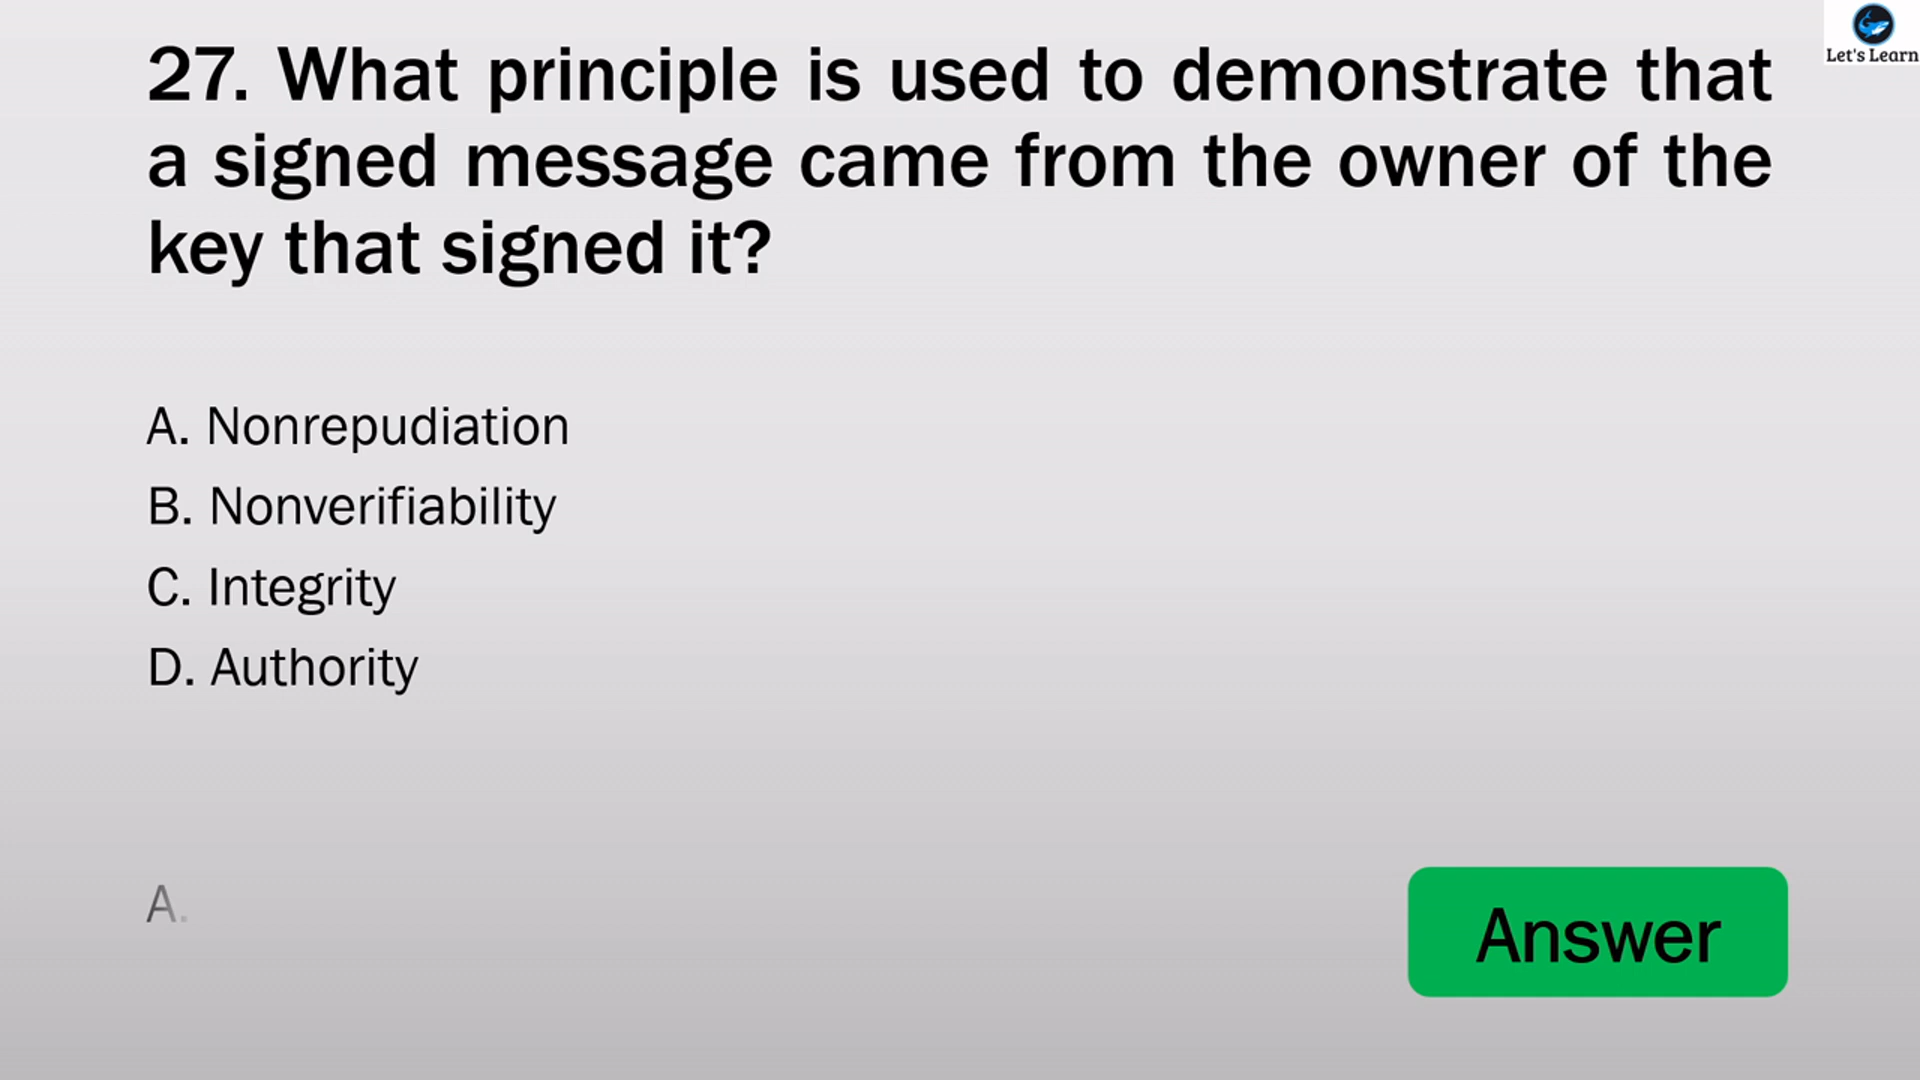 Let's Learn
27. What principle is used to demonstrate that
a signed message came from the owner of the
key that signed it?
A. Nonrepudiation
B. Nonverifiability
C. Integrity
D. Authority
A.
Answer